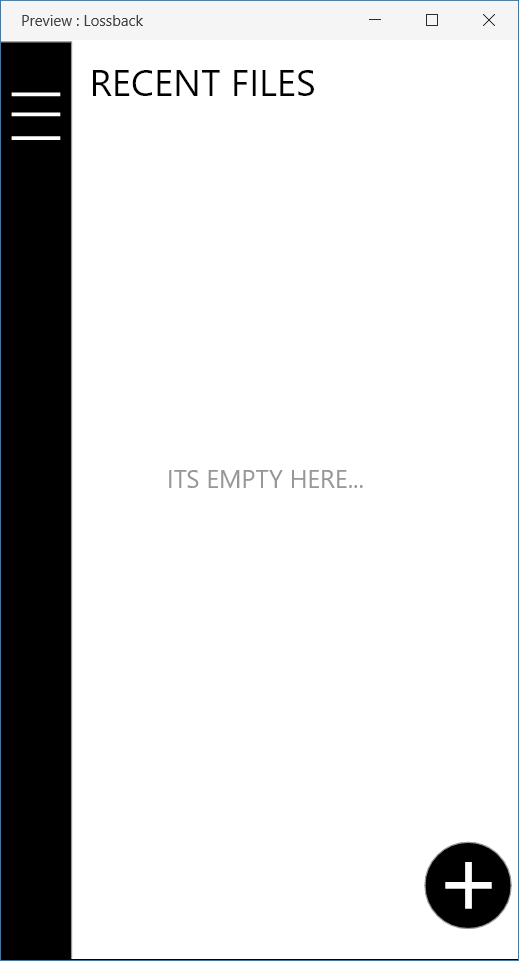 Preview : Lossback
RECENT FILES
ITS EMPTY HERE...